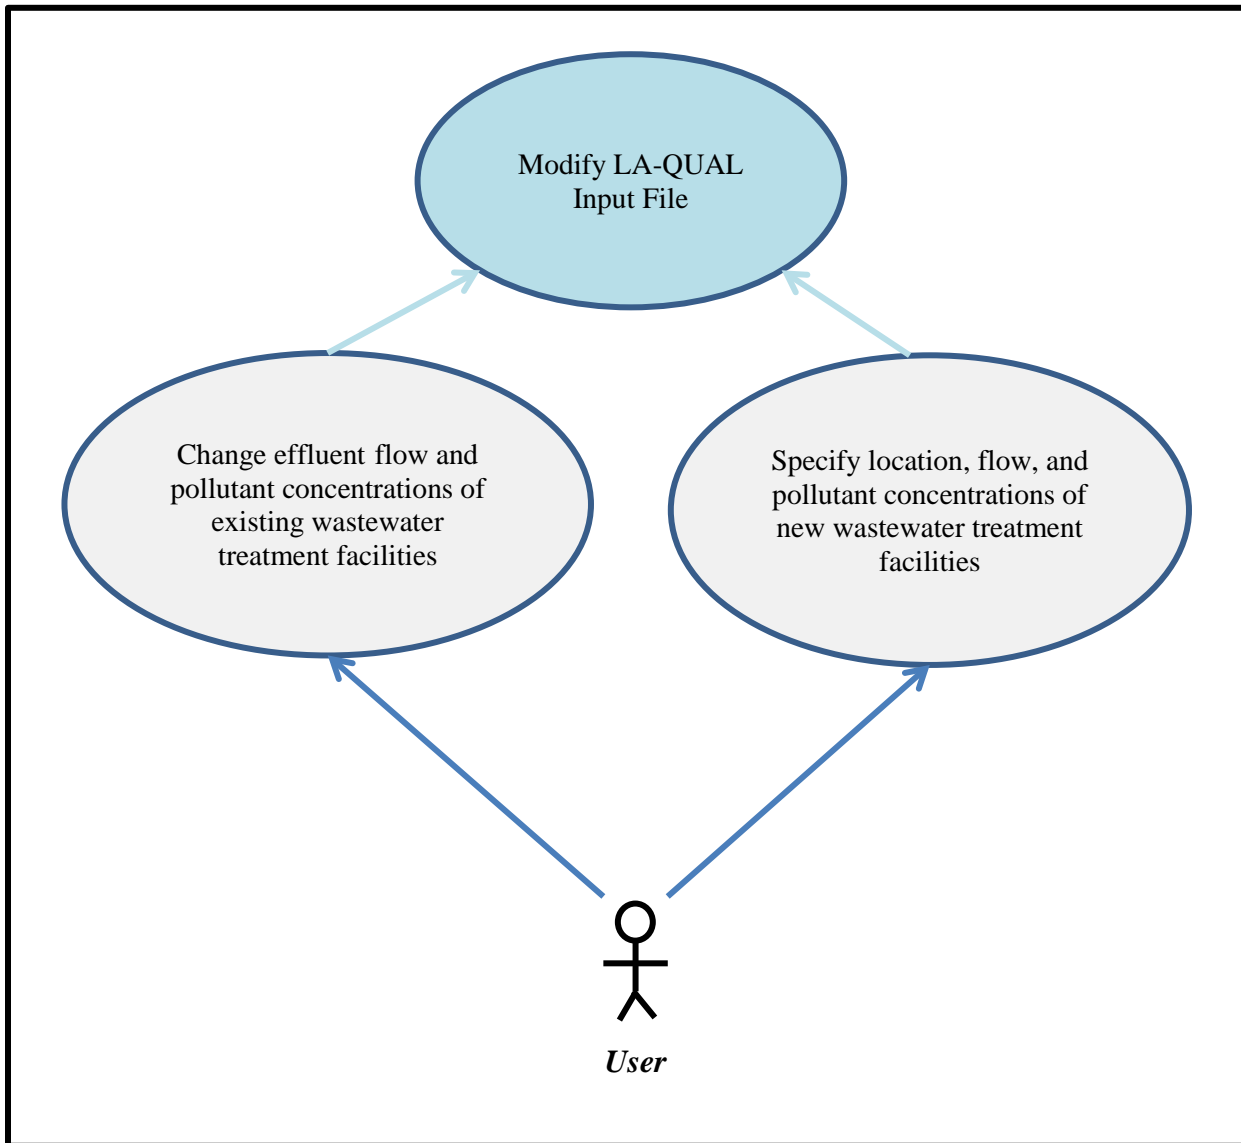 Modify LA-QUAL
Input File
Change effluent flow and
pollutant concentrations of
existing wastewater
treatment facilities
Specify location, flow, and
pollutant concentrations of
new wastewater treatment
facilities
User